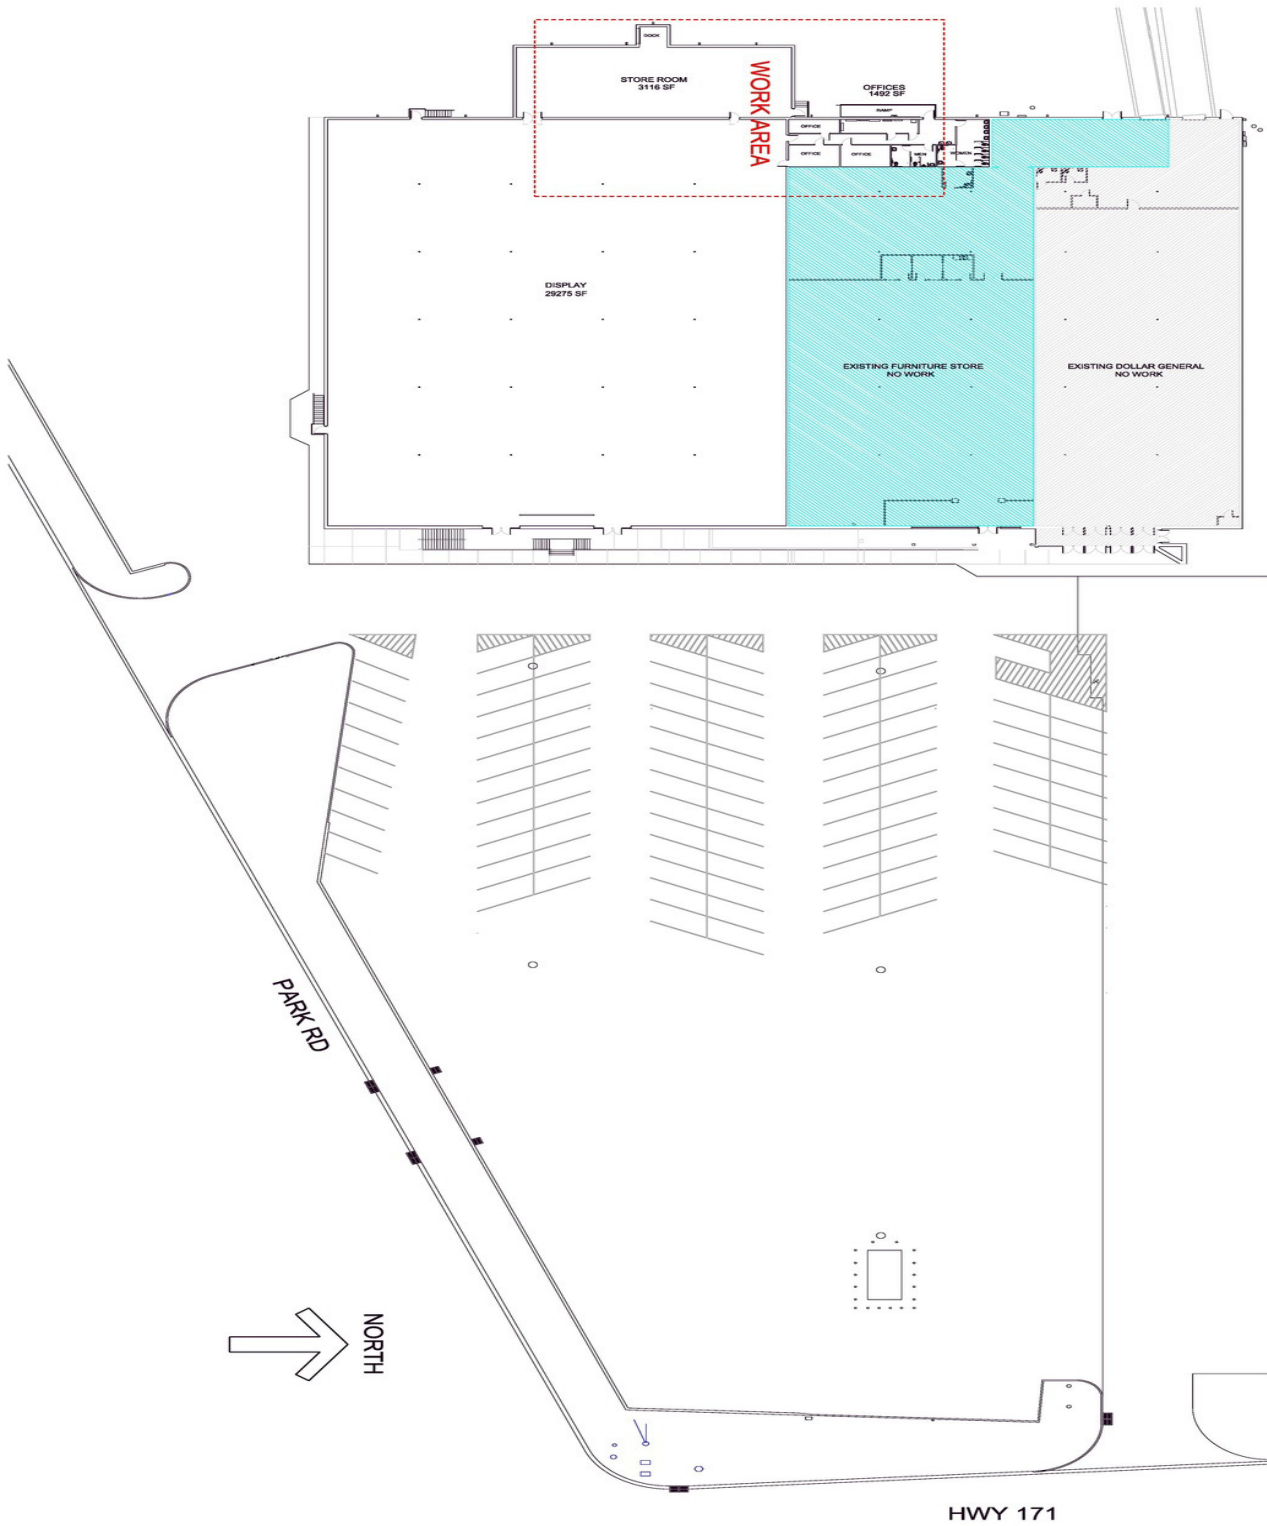 DOCK
STORE ROOM
3116 SF
WORK AREA
OFFICES
1492 SF
RAMP
OFFICE
OFFICE
OFFICE
MEN
WOMEN
DISPLAY
29275 SF
EXISTING FURNITURE STORE
NO WORK
EXISTING DOLLAR GENERAL
NO WORK
PARK RD
NORTH
HWY 171